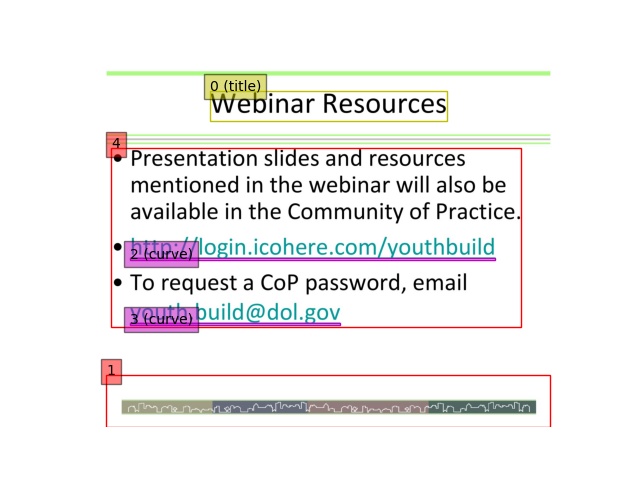 0 (title)
Webinar Resources
4
• Presentation slides and resources
mentioned in the webinar will also be
available in the Community of Practice.
• http://login.icohere.com/youthbuild
2 (curve)
• To request a CoP password, email
youth.build@dol.gov
3 (curve)
1